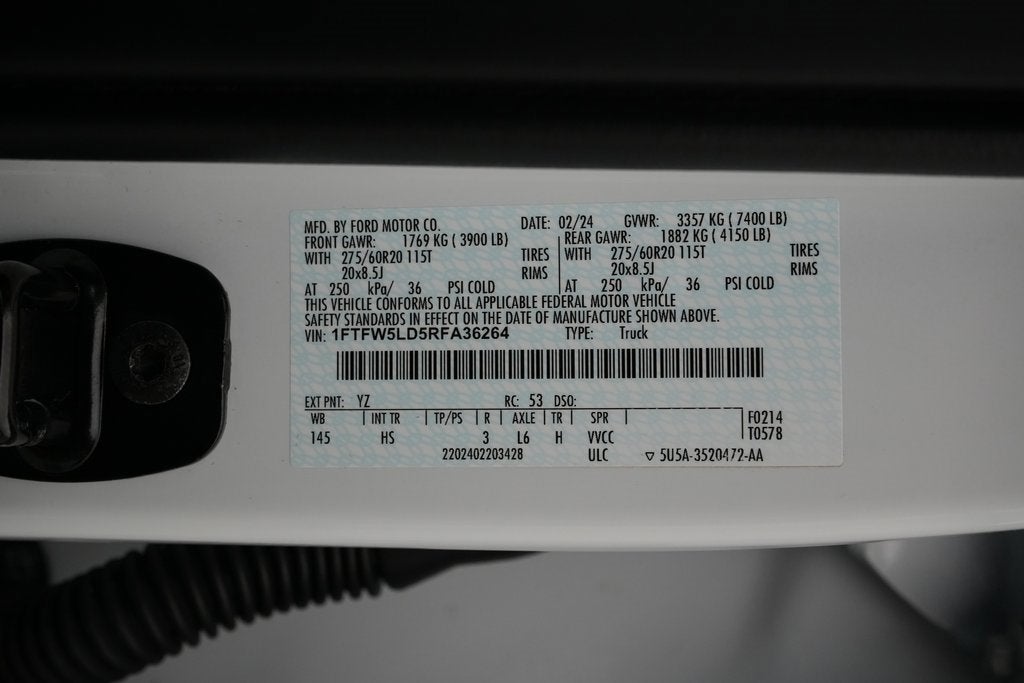 MFD. BY FORD MOTOR CO. DATE: 02/24 GVWR: 3357 KG ( 7400 LB)
FRONT GAWR: 1769 KG ( 3900 LB) REAR GAWR: 1882 KG ( 4150 LB)
WITH 275/60R20 115T TIRES WITH 275/60R20 115T TIRES
20x8.5J RIMS 20x8.5J RIMS
AT 250 kPa/ 36 PSI COLD AT 250 kPa/ 36 PSI COLD
THIS VEHICLE CONFORMS TO ALL APPLICABLE FEDERAL MOTOR VEHICLE
SAFETY STANDARDS IN EFFECT ON THE DATE OF MANUFACTURE SHOWN ABOVE.
VIN: 1FTFW5LD5RFA36264 TYPE: Truck
EXT PNT: YZ RC: 53 DSO:
WB INT TR TP/PS R AXLE TR SPR F0214
145 HS 3 L6 H VVCC T0578
2202402203428 ULC ▽ 5U5A-3520472-AA